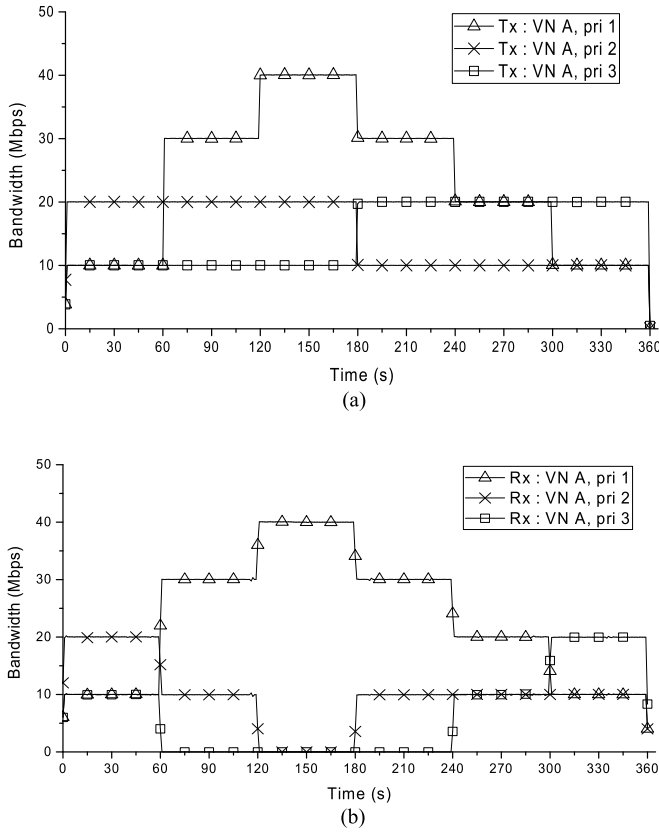 50
40
30
20
10
0
Bandwidth (Mbps)
Tx : VN A, pri 1
Tx : VN A, pri 2
Tx : VN A, pri 3
0 30 60 90 120 150 180 210 240 270 300 330 360
Time (s)
(a)
50
40
30
20
10
0
Bandwidth (Mbps)
Rx : VN A, pri 1
Rx : VN A, pri 2
Rx : VN A, pri 3
0 30 60 90 120 150 180 210 240 270 300 330 360
Time (s)
(b)